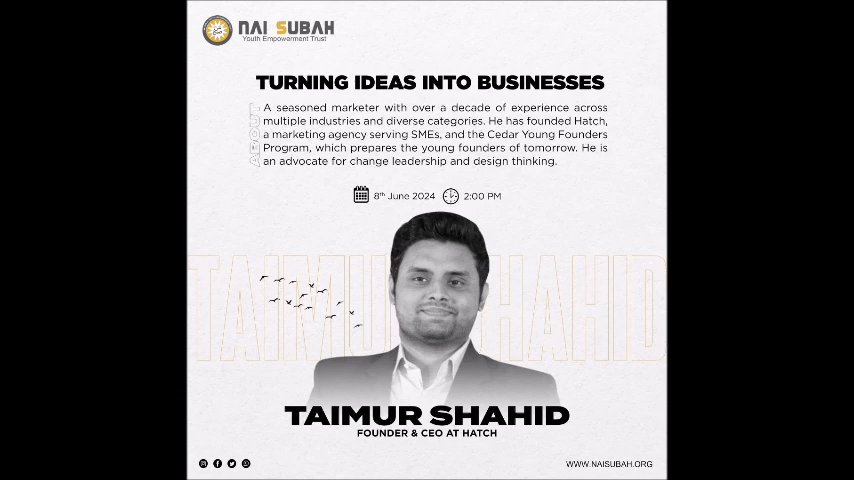 NAI SUBAH
Youth Empowerment Trust
TURNING IDEAS INTO BUSINESSES
ABOUT
A seasoned marketer with over a decade of experience across
multiple industries and diverse categories. He has founded Hatch,
a marketing agency serving SMEs, and the Cedar Young Founders
Program, which prepares the young founders of tomorrow. He is
an advocate for change leadership and design thinking.
8th June 2024 2:00 PM
TAIMUR SHAHID
TAIMUR SHAHID
FOUNDER & CEO AT HATCH
WWW.NAISUBAH.ORG